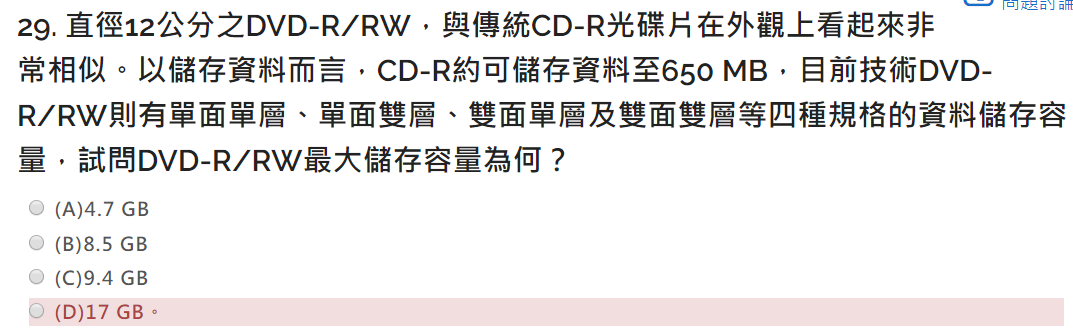 問題討論
29. 直徑12公分之DVD-R/RW，與傳統CD-R光碟片在外觀上看起來非
常相似。以儲存資料而言，CD-R約可儲存資料至650 MB，目前技術DVD-
R/RW則有單面單層、單面雙層、雙面單層及雙面雙層等四種規格的資料儲存容
量，試問DVD-R/RW最大儲存容量為何？
(A)4.7 GB
(B)8.5 GB
(C)9.4 GB
(D)17 GB。